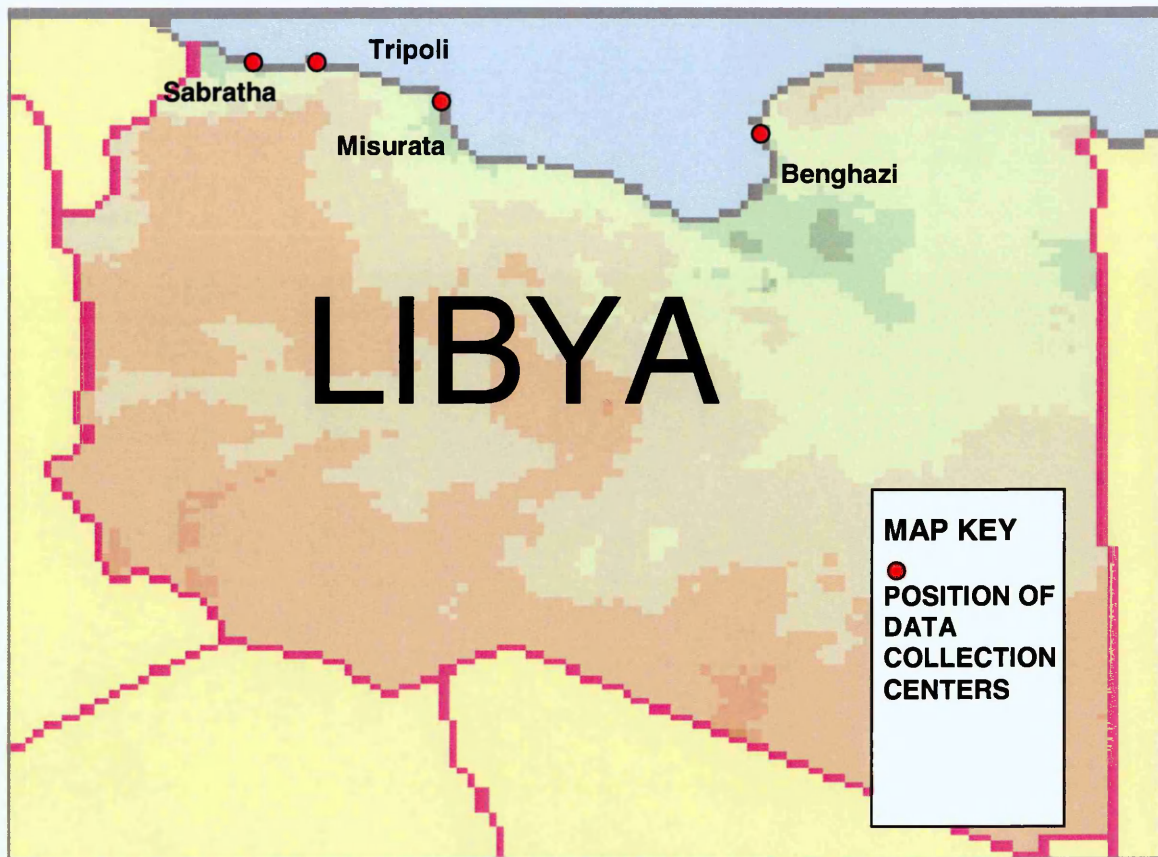 Tripoli
Sabratha
Misurata
Benghazi
LIBYA
MAP KEY
POSITION OF
DATA
COLLECTION
CENTERS